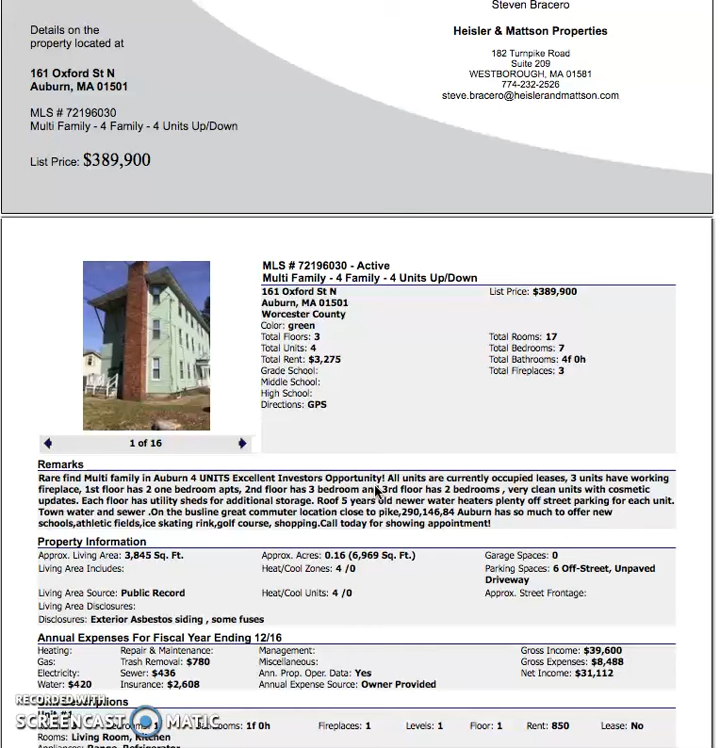 Steven Bracero
Details on the
property located at
Heisler & Mattson Properties
182 Turnpike Road
Suite 209
WESTBOROUGH, MA 01581
774-232-2526
steve.bracero@heislerandmattson.com
161 Oxford St N
Auburn, MA 01501
MLS # 72196030
Multi Family - 4 Family - 4 Units Up/Down
List Price: $389,900
MLS # 72196030 - Active
Multi Family - 4 Family - 4 Units Up/Down
161 Oxford St N List Price: $389,900
Auburn, MA 01501
Worcester County
Color: green
Total Floors: 3 Total Rooms: 17
Total Units: 4 Total Bedrooms: 7
Total Rent: $3,275 Total Bathrooms: 4f 0h
Grade School: Total Fireplaces: 3
Middle School:
High School:
Directions: GPS
1 of 16
Remarks
Rare find Multi family in Auburn 4 UNITS Excellent Investors Opportunity! All units are currently occupied leases, 3 units have working
fireplace, 1st floor has 2 one bedroom apts, 2nd floor has 3 bedroom and 3rd floor has 2 bedrooms , very clean units with cosmetic
updates. Each floor has utility sheds for additional storage. Roof 5 years old newer water heaters plenty off street parking for each unit.
Town water and sewer .On the busline great commuter location close to pike,290,146,84 Auburn has so much to offer new
schools,athletic fields,ice skating rink,golf course, shopping.Call today for showing appointment!
Property Information
Approx. Living Area: 3,845 Sq. Ft. Approx. Acres: 0.16 (6,969 Sq. Ft.) Garage Spaces: 0
Living Area Includes: Heat/Cool Zones: 4 /0 Parking Spaces: 6 Off-Street, Unpaved
Driveway
Living Area Source: Public Record Heat/Cool Units: 4 /0 Approx. Street Frontage:
Living Area Disclosures:
Disclosures: Exterior Asbestos siding , some fuses
Annual Expenses For Fiscal Year Ending 12/16
Heating: Repair & Maintenance: Management: Gross Income: $39,600
Gas: Trash Removal: $780 Miscellaneous: Gross Expenses: $8,488
Electricity: Sewer: $436 Ann. Prop. Oper. Data: Yes Net Income: $31,112
Water: $420 Insurance: $2,608 Annual Expense Source: Owner Provided
RECORDED WITH
SCREENCAST MATIC
Unit #1
1f 0h Fireplaces: 1 Levels: 1 Floor: 1 Rent: 850 Lease: No
Rooms: Living Room, Kitchen
Appliances: Range, Refrigerator